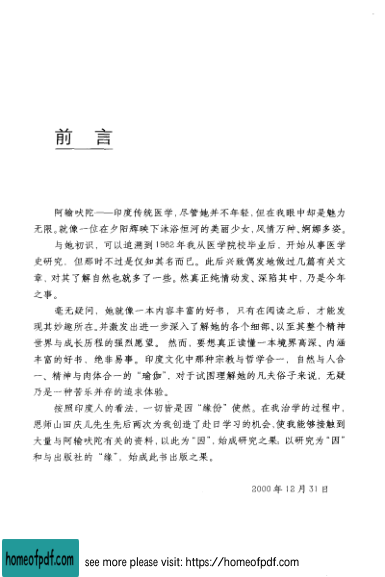 前 言
阿输吠陀——印度传统医学，尽管她并不年轻，但在我眼中却是魅力
无限。就像一位在夕阳辉映下沐浴恒河的美丽少女，风情万种、婀娜多姿。
与她初识，可以追溯到1982年我从医学院校毕业后，开始从事医学
史研究，但那时不过是仅知其名而已。此后兴致偶发地做过几篇有关文
章，对其了解自然也就多了一些。然真正纯情动发、深陷其中，乃是今年
之事。
毫无疑问，她就像一本内容丰富的好书，只有在阅读之后，才能发
现其妙趣所在。并激发出进一步深入了解她的各个细部、以至其整个精神
世界与成长历程的强烈愿望。然而，要想真正读懂一本境界高深、内涵
丰富的好书，绝非易事。印度文化中那种宗教与哲学合一，自然与人合
一、精神与肉体合一的“瑜伽”，对于试图理解她的凡夫俗子来说，无疑
乃是一种苦乐并存的追求体验。
按照印度人的看法，一切皆是因“缘份”使然。在我治学的过程中，
恩师山田庆儿先生先后两次为我创造了赴日学习的机会，使我能够接触到
大量与阿输吠陀有关的资料，以此为“因”，始成研究之果；以研究为“因”
和与出版社的“缘”，始成此书出版之果。
2000年12月31日
homeofpdf.com
see more please visit: https://homeofpdf.com